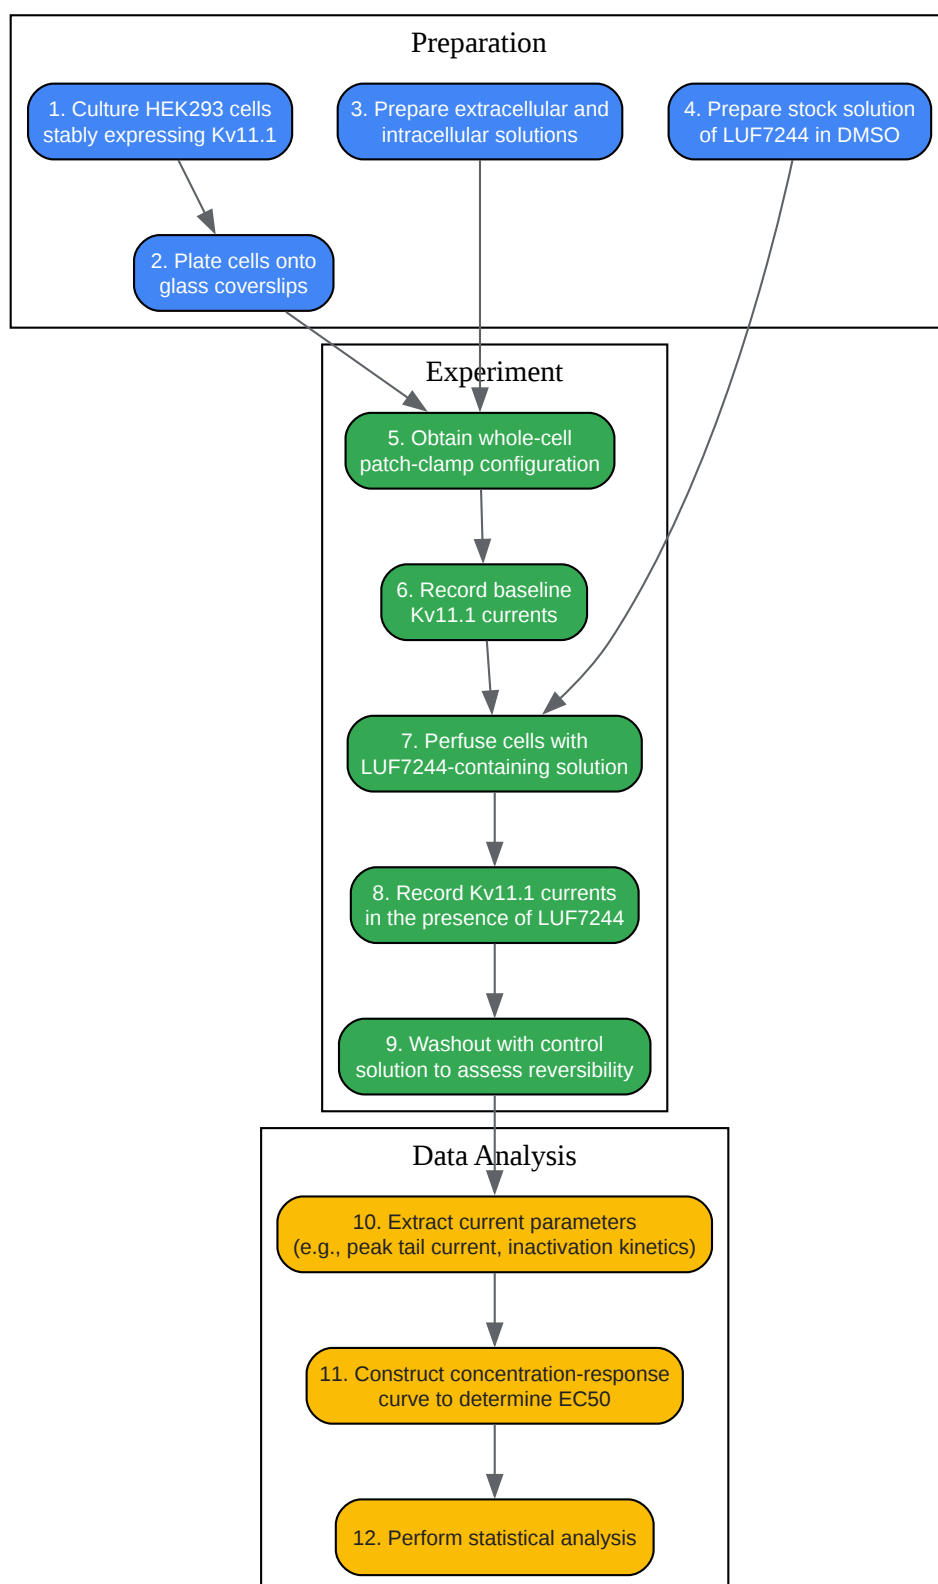 Preparation
1. Culture HEK293 cells
stably expressing Kv11.1
3. Prepare extracellular and
intracellular solutions
4. Prepare stock solution
of LUF7244 in DMSO
2. Plate cells onto
glass coverslips
Experiment
5. Obtain whole-cell
patch-clamp configuration
6. Record baseline
Kv11.1 currents
7. Perfuse cells with
LUF7244-containing solution
8. Record Kv11.1 currents
in the presence of LUF7244
9. Washout with control
solution to assess reversibility
Data Analysis
10. Extract current parameters
(e.g., peak tail current, inactivation kinetics)
11. Construct concentration-response
curve to determine EC50
12. Perform statistical analysis